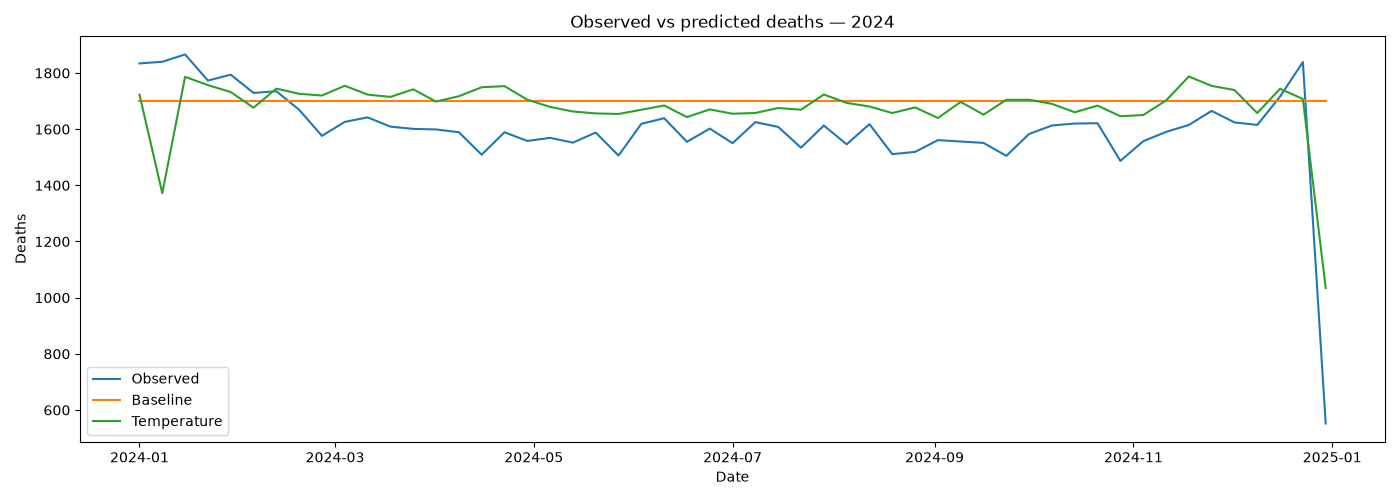 Observed vs predicted deaths — 2024
1800
1600
1400
1200
1000
800
600
Deaths
Observed
Baseline
Temperature
2024-01
2024-03
2024-05
2024-07
2024-09
2024-11
2025-01
Date